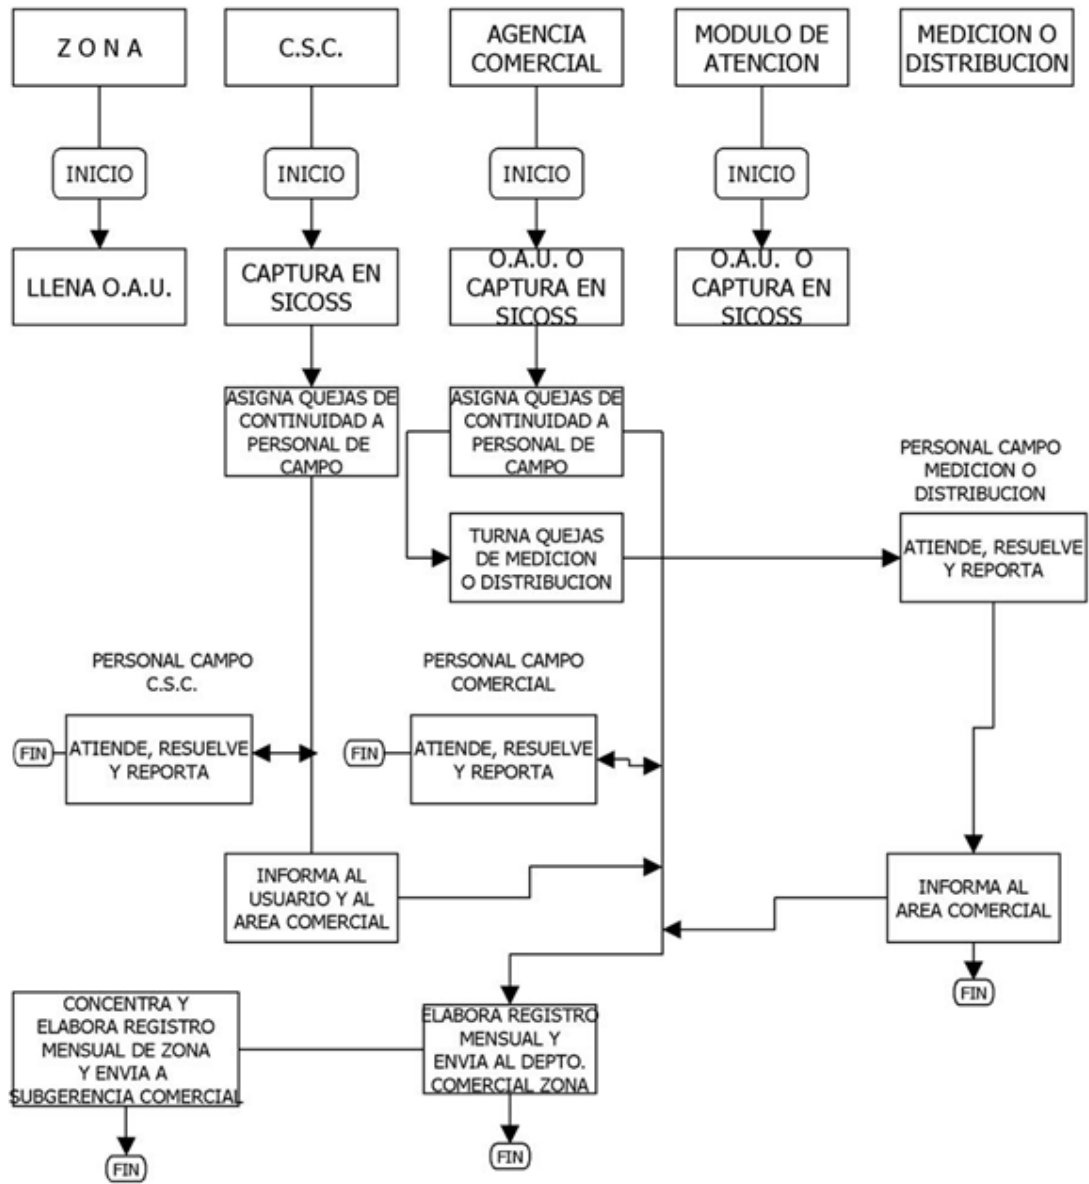 Z O N A
C.S.C.
AGENCIA
COMERCIAL
MODULO DE
ATENCION
MEDICION O
DISTRIBUCION
INICIO
INICIO
INICIO
INICIO
LLENA O.A.U.
CAPTURA EN
SICOSS
O.A.U. O
CAPTURA EN
SICOSS
O.A.U. O
CAPTURA EN
SICOSS
ASIGNA QUEJAS DE
CONTINUIDAD A
PERSONAL DE
CAMPO
ASIGNA QUEJAS DE
CONTINUIDAD A
PERSONAL DE
CAMPO
PERSONAL CAMPO
MEDICION O
DISTRIBUCION
TURNA QUEJAS
DE MEDICION
O DISTRIBUCION
ATIENDE, RESUELVE
Y REPORTA
PERSONAL CAMPO
C.S.C.
PERSONAL CAMPO
COMERCIAL
FIN
ATIENDE, RESUELVE
Y REPORTA
FIN
ATIENDE, RESUELVE
Y REPORTA
INFORMA AL
USUARIO Y AL
AREA COMERCIAL
INFORMA AL
AREA COMERCIAL
FIN
CONCENTRA Y
ELABORA REGISTRO
MENSUAL DE ZONA
Y ENVIA A
SUBGERENCIA COMERCIAL
ELABORA REGISTRO
MENSUAL Y
ENVIA AL DEPTO.
COMERCIAL ZONA
FIN
FIN